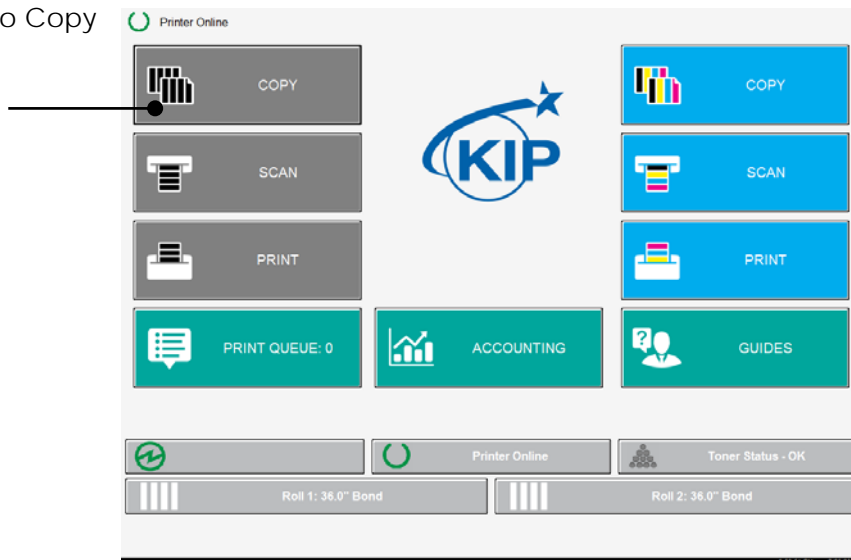 o Copy
Printer Online
COPY
KIP
COPY
SCAN
SCAN
PRINT
PRINT
PRINT QUEUE: 0
ACCOUNTING
GUIDES
Printer Online
Toner Status - OK
Roll 1: 36.0" Bond
Roll 2: 36.0" Bond